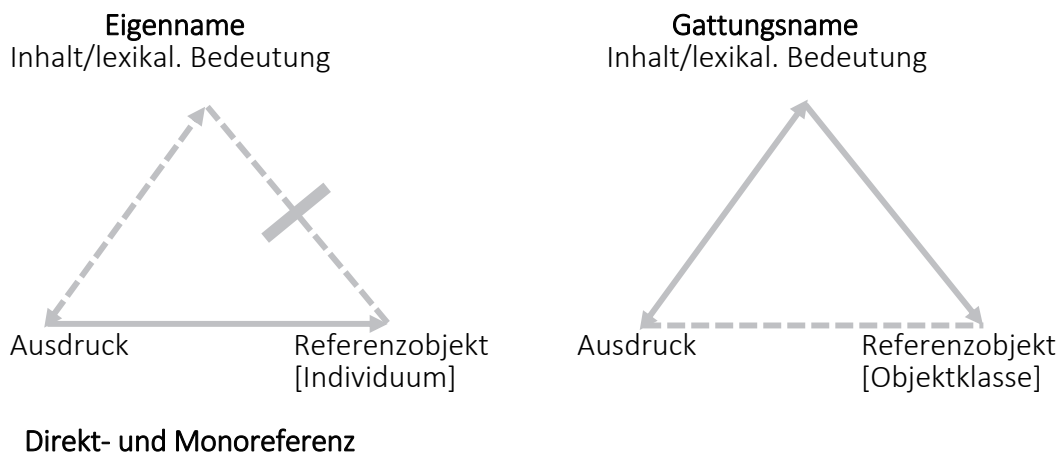 Eigenname
Inhalt/lexikal. Bedeutung
Ausdruck
Referenzobjekt
[Individuum]
Direkt- und Monoreferenz
Gattungsname
Inhalt/lexikal. Bedeutung
Ausdruck
Referenzobjekt
[Objektklasse]